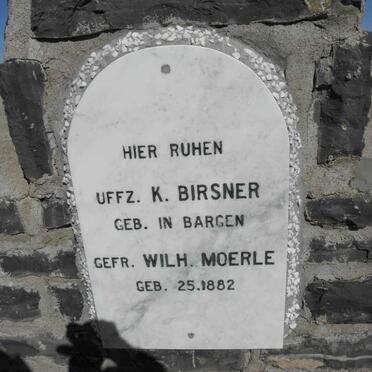 HIER RUHEN
UFFZ. K. BIRSNER
GEB. IN BARGEN
GEFR. WILH. MOERLE
GEB. 25.1882